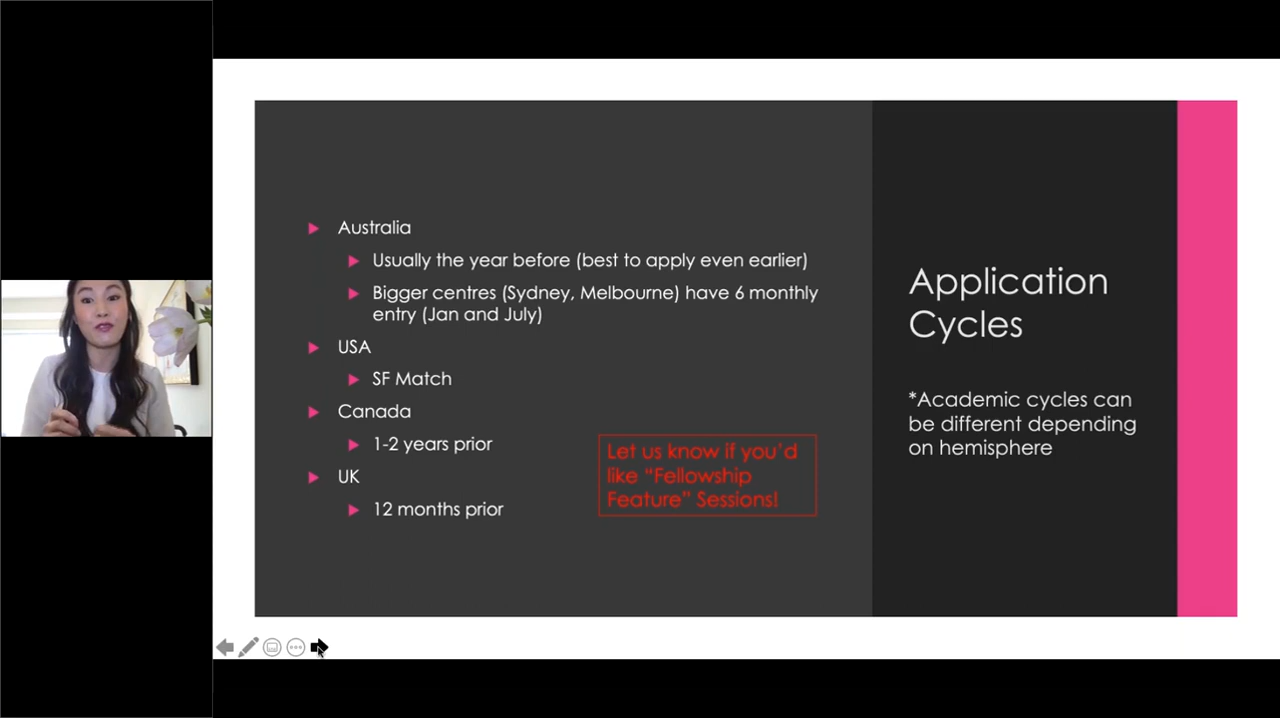 Australia
Usually the year before (best to apply even earlier)
Bigger centres (Sydney, Melbourne) have 6 monthly
entry (Jan and July)
USA
SF Match
Canada
1-2 years prior
UK
12 months prior
Let us know if you'd
like “Fellowship
Feature” Sessions!
Application
Cycles
*Academic cycles can
be different depending
on hemisphere